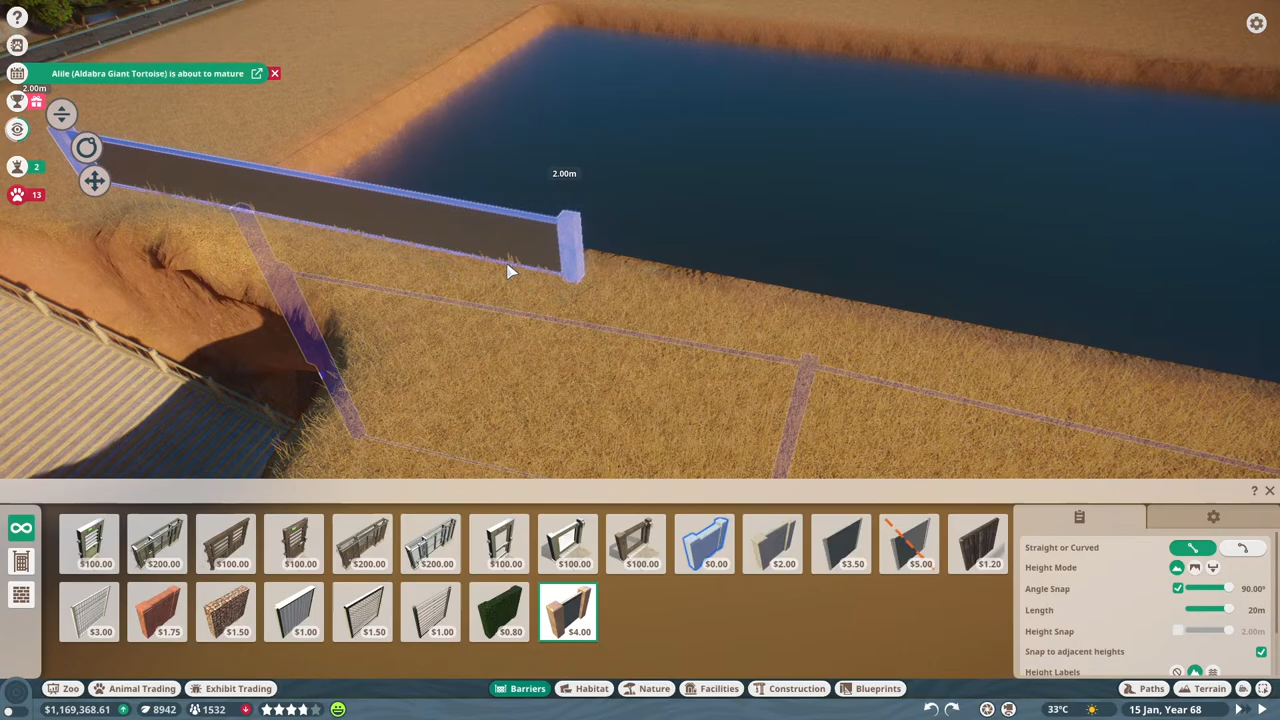 ?
Alile (Aldabra Giant Tortoise) is about to mature
2.00m
2.00m
2
13
?
$100.00 $200.00 $100.00 $100.00 $200.00 $200.00 $100.00 $100.00 $100.00 $0.00 $2.00 $3.50 $5.00 $1.20
$3.00 $1.75 $1.50 $1.00 $1.50 $1.00 $0.80 $4.00
Straight or Curved
Height Mode
Angle Snap 90.00°
Length 20m
Height Snap 2.00m
Snap to adjacent heights
Height Labels
Zoo Animal Trading Exhibit Trading Barriers Habitat Nature Facilities Construction Blueprints Paths Terrain
$1,169,368.61 8942 1532 33°C 15 Jan, Year 68